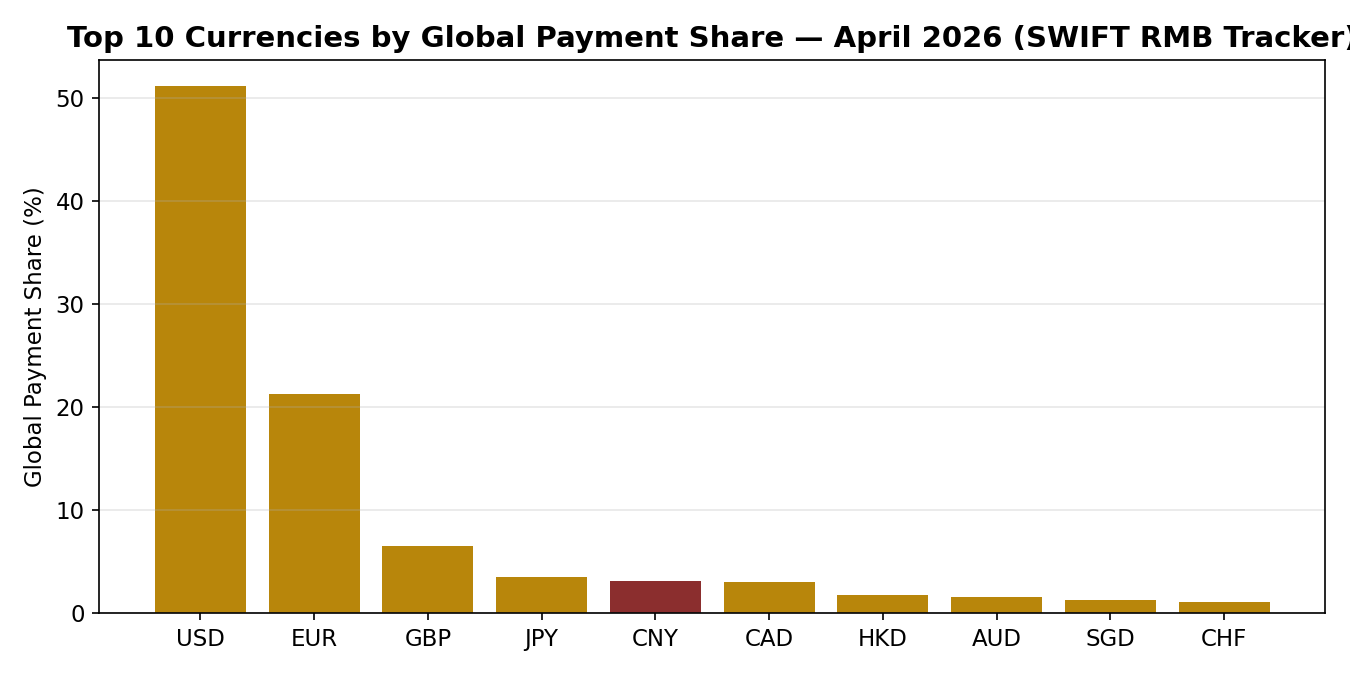 Top 10 Currencies by Global Payment Share — April 2026 (SWIFT RMB Tracker)
Global Payment Share (%)
50
40
30
20
10
0
USD EUR GBP JPY CNY CAD HKD AUD SGD CHF